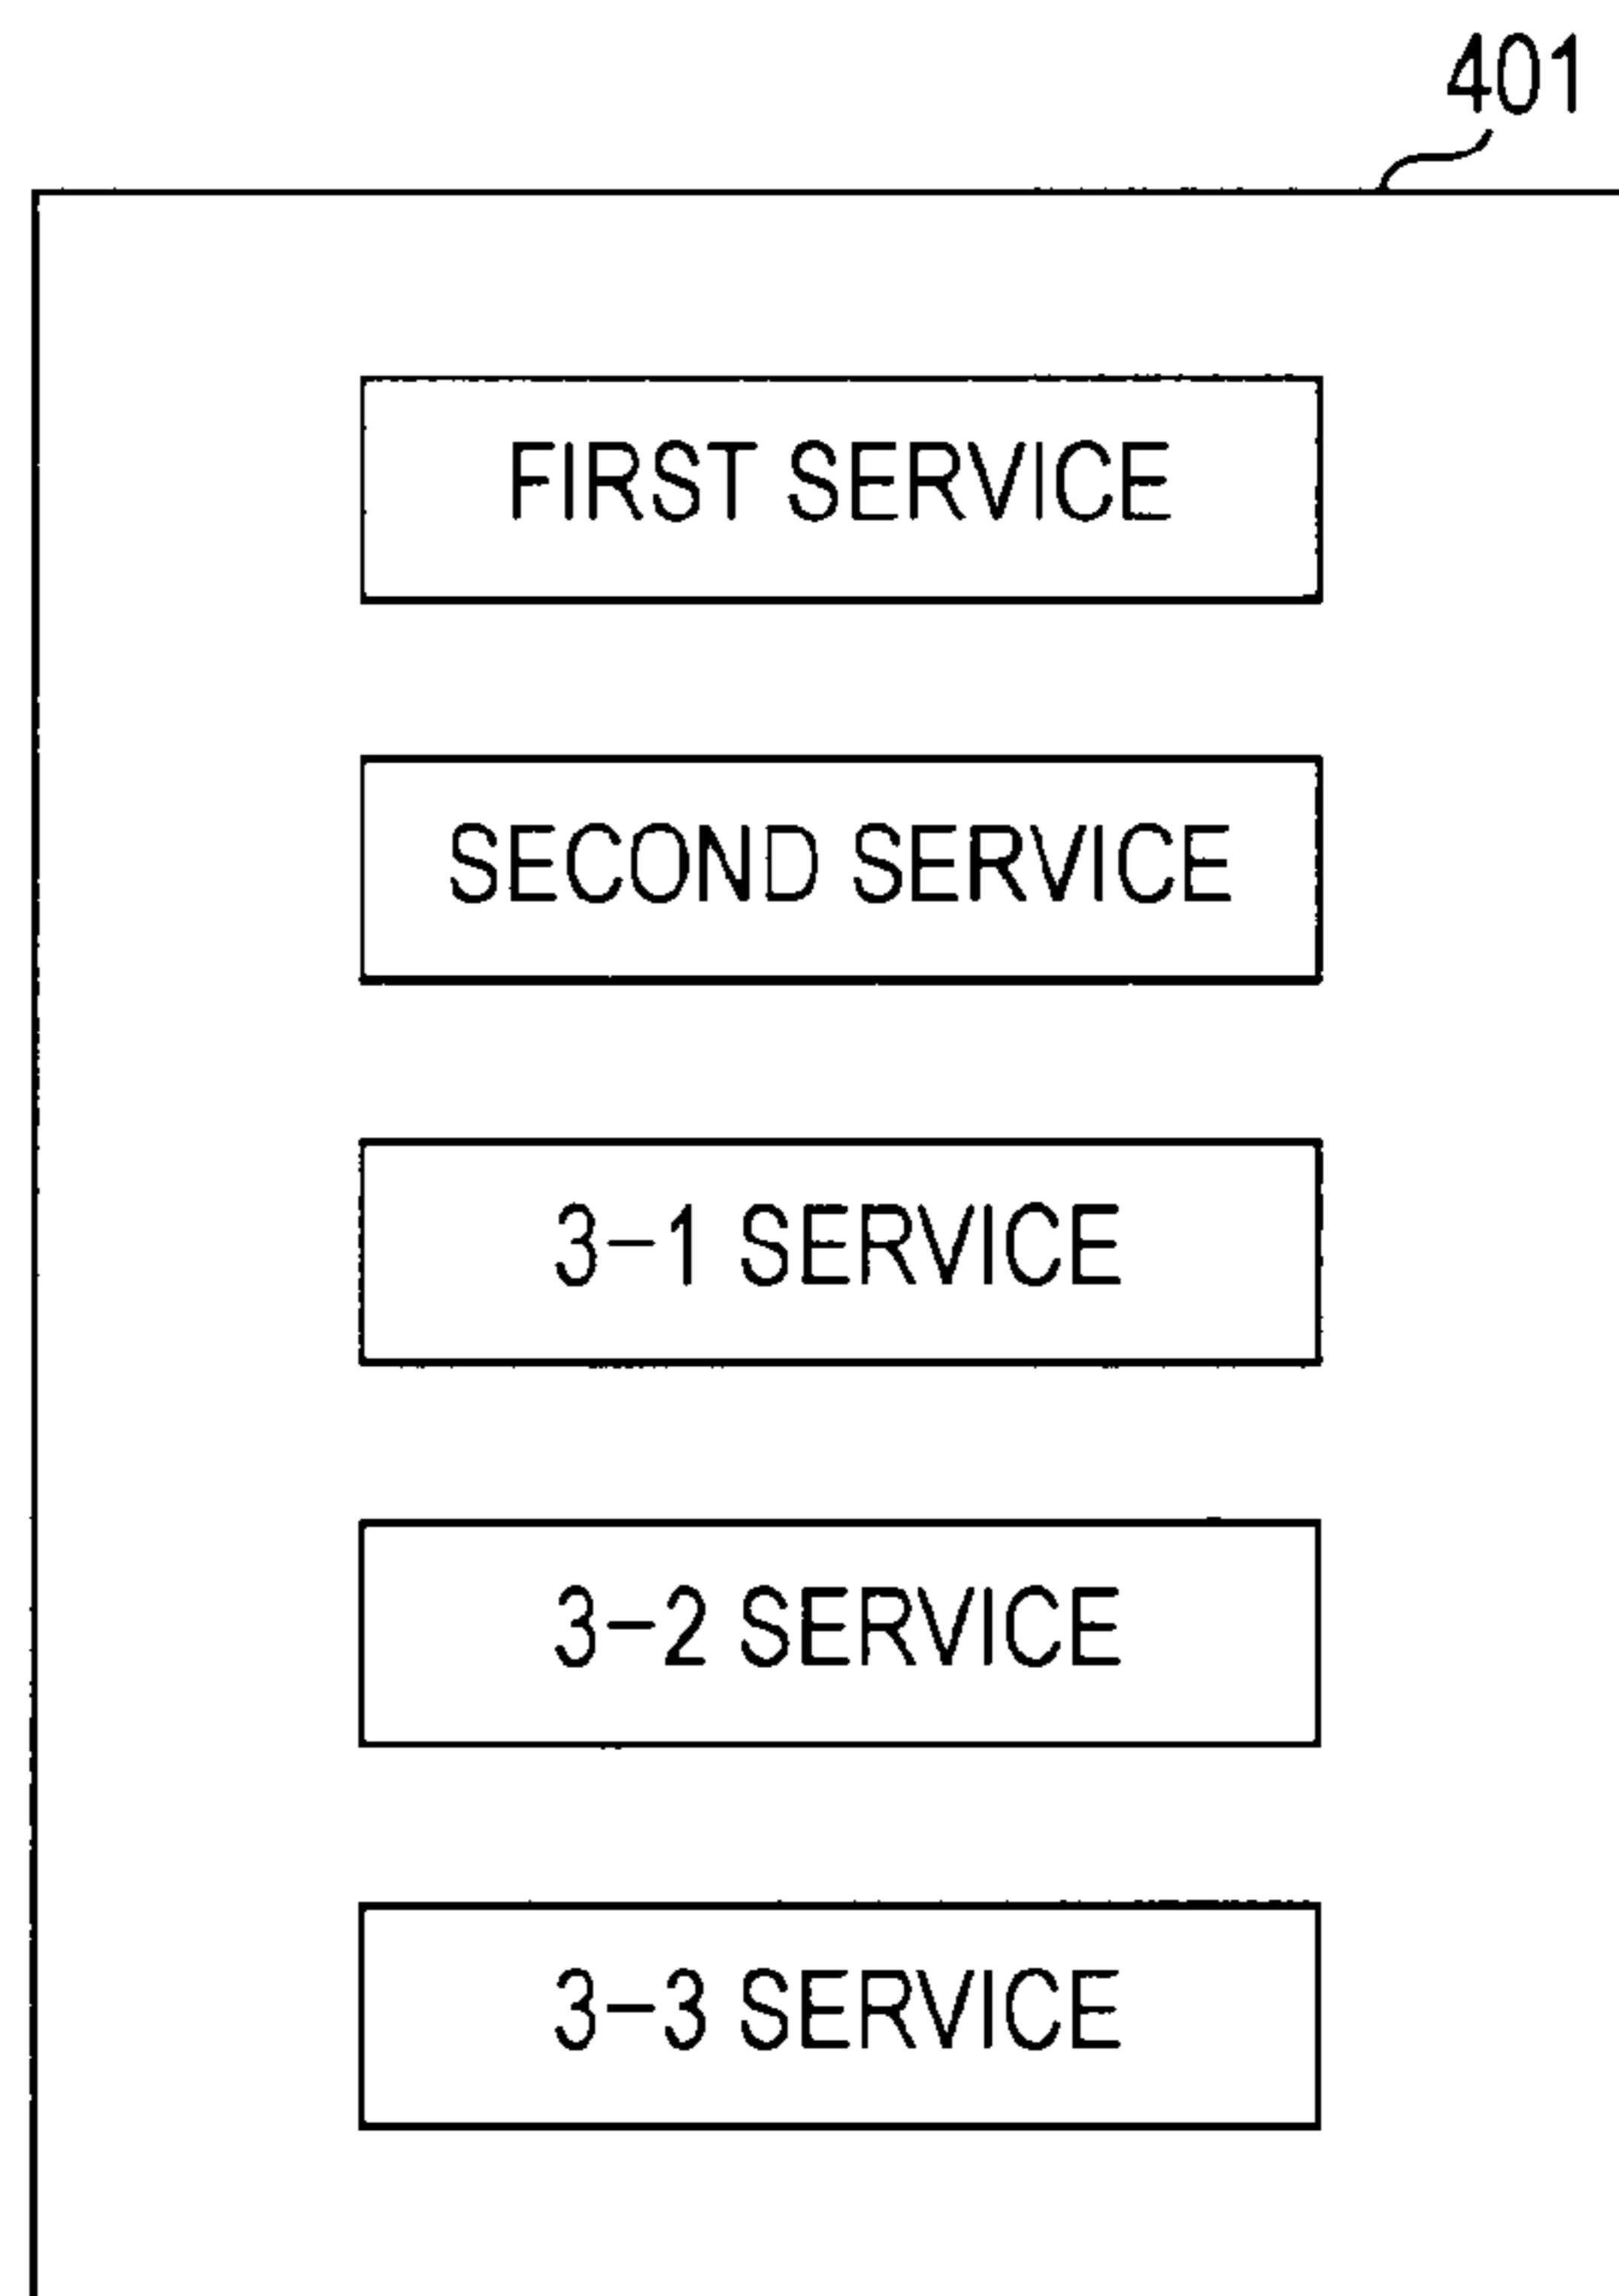 401
FIRST SERVICE
SECOND SERVICE
3-1 SERVICE
3-2 SERVICE
3-3 SERVICE